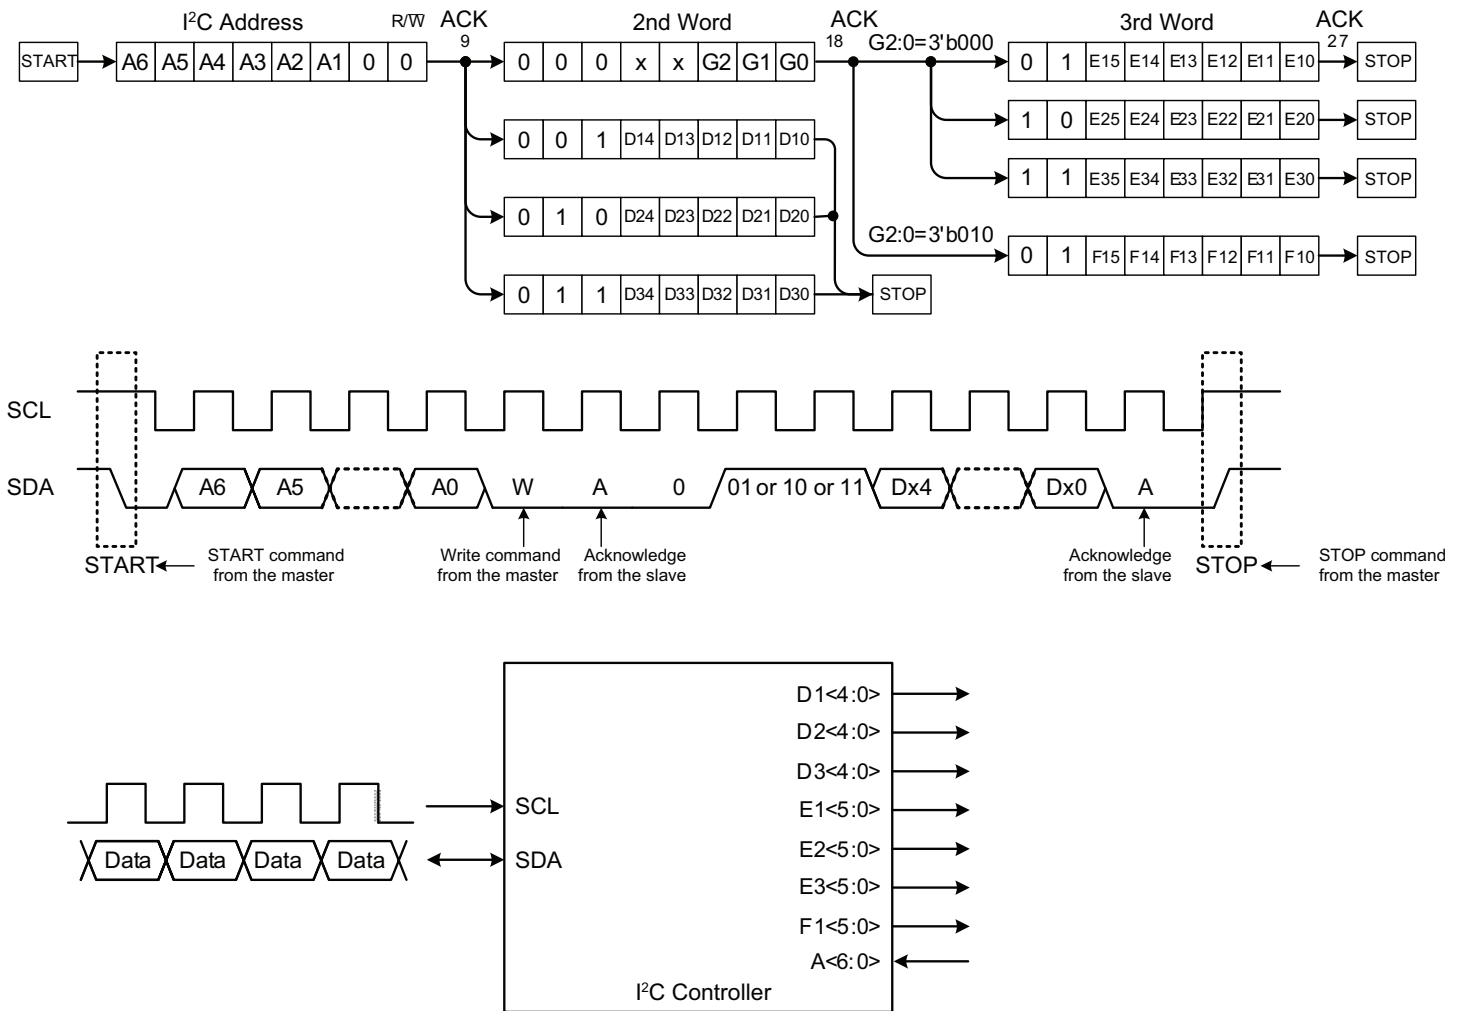 I²C Address R/W̅ ACK 2nd Word ACK 3rd Word ACK
9 18 G2:0=3'b000 27
START A6 A5 A4 A3 A2 A1 0 0 0 0 0 x x G2 G1 G0 0 1 E15 E14 E13 E12 E11 E10 STOP
0 0 1 D14 D13 D12 D11 D10 1 0 E25 E24 E23 E22 E21 E20 STOP
1 1 E35 E34 E33 E32 E31 E30 STOP
0 1 0 D24 D23 D22 D21 D20
G2:0=3'b010 0 1 F15 F14 F13 F12 F11 F10 STOP
0 1 1 D34 D33 D32 D31 D30 STOP
SCL
SDA A6 A5 A0 W A 0 01 or 10 or 11 Dx4 Dx0 A
START START command
from the master
Write command
from the master
Acknowledge
from the slave
Acknowledge
from the slave
STOP STOP command
from the master
D1<4:0>
D2<4:0>
D3<4:0>
SCL E1<5:0>
Data Data Data Data SDA E2<5:0>
E3<5:0>
F1<5:0>
A<6:0>
I²C Controller